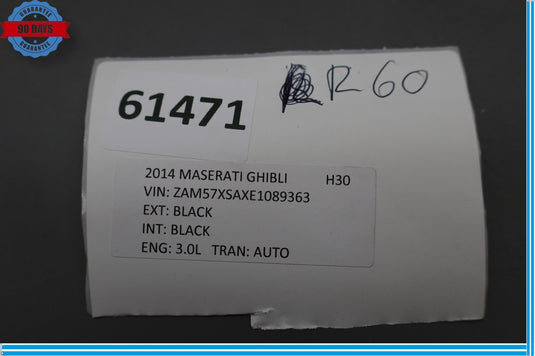 GUARANTEE
90 DAYS
GUARANTEE
R60
61471
2014 MASERATI GHIBLI H30
VIN: ZAM57XSAXE1089363
EXT: BLACK
INT: BLACK
ENG: 3.0L TRAN: AUTO